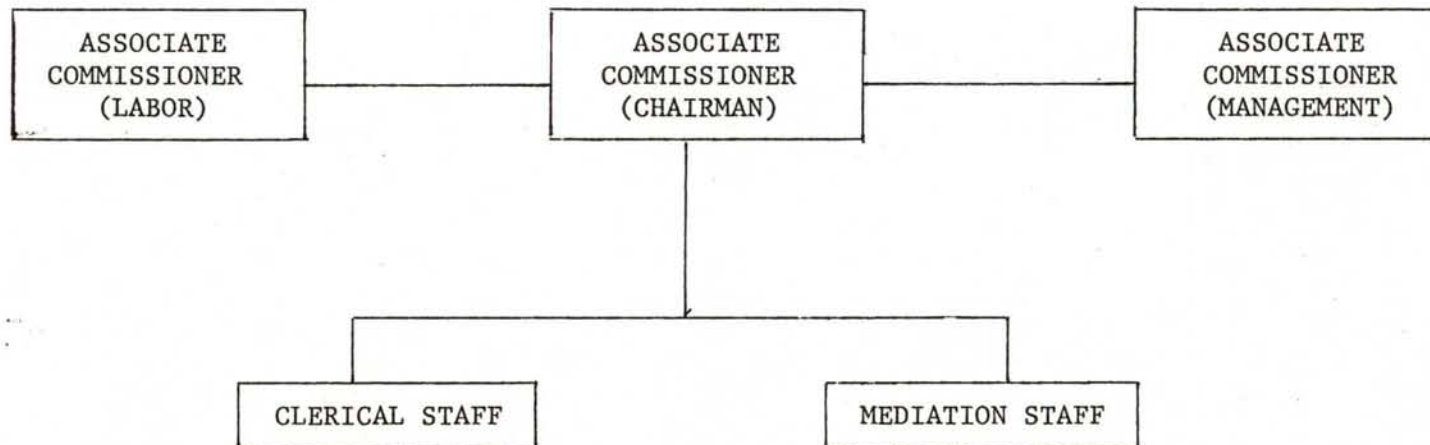 ASSOCIATE
COMMISSIONER
(LABOR)
ASSOCIATE
COMMISSIONER
(CHAIRMAN)
ASSOCIATE
COMMISSIONER
(MANAGEMENT)
CLERICAL STAFF
MEDIATION STAFF